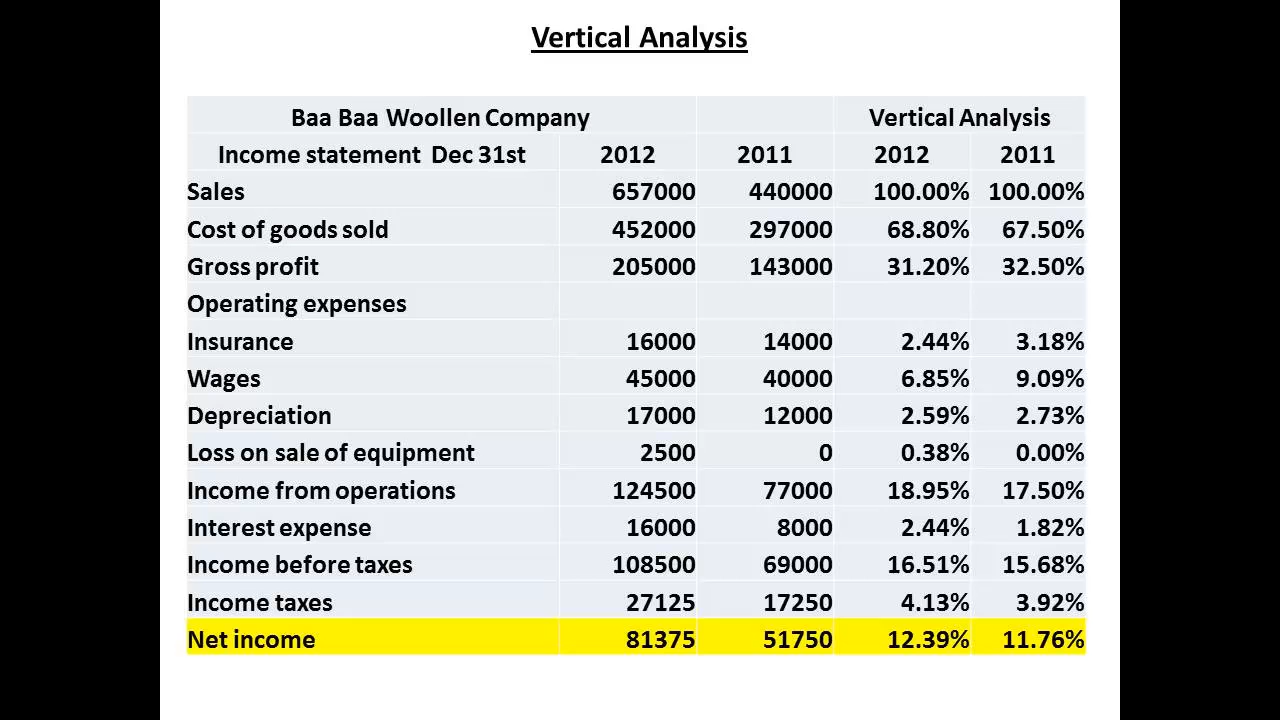 Vertical Analysis
Baa Baa Woollen Company Vertical Analysis
Income statement Dec 31st 2012 2011 2012 2011
Sales 657000 440000 100.00% 100.00%
Cost of goods sold 452000 297000 68.80% 67.50%
Gross profit 205000 143000 31.20% 32.50%
Operating expenses
Insurance 16000 14000 2.44% 3.18%
Wages 45000 40000 6.85% 9.09%
Depreciation 17000 12000 2.59% 2.73%
Loss on sale of equipment 2500 0 0.38% 0.00%
Income from operations 124500 77000 18.95% 17.50%
Interest expense 16000 8000 2.44% 1.82%
Income before taxes 108500 69000 16.51% 15.68%
Income taxes 27125 17250 4.13% 3.92%
Net income 81375 51750 12.39% 11.76%